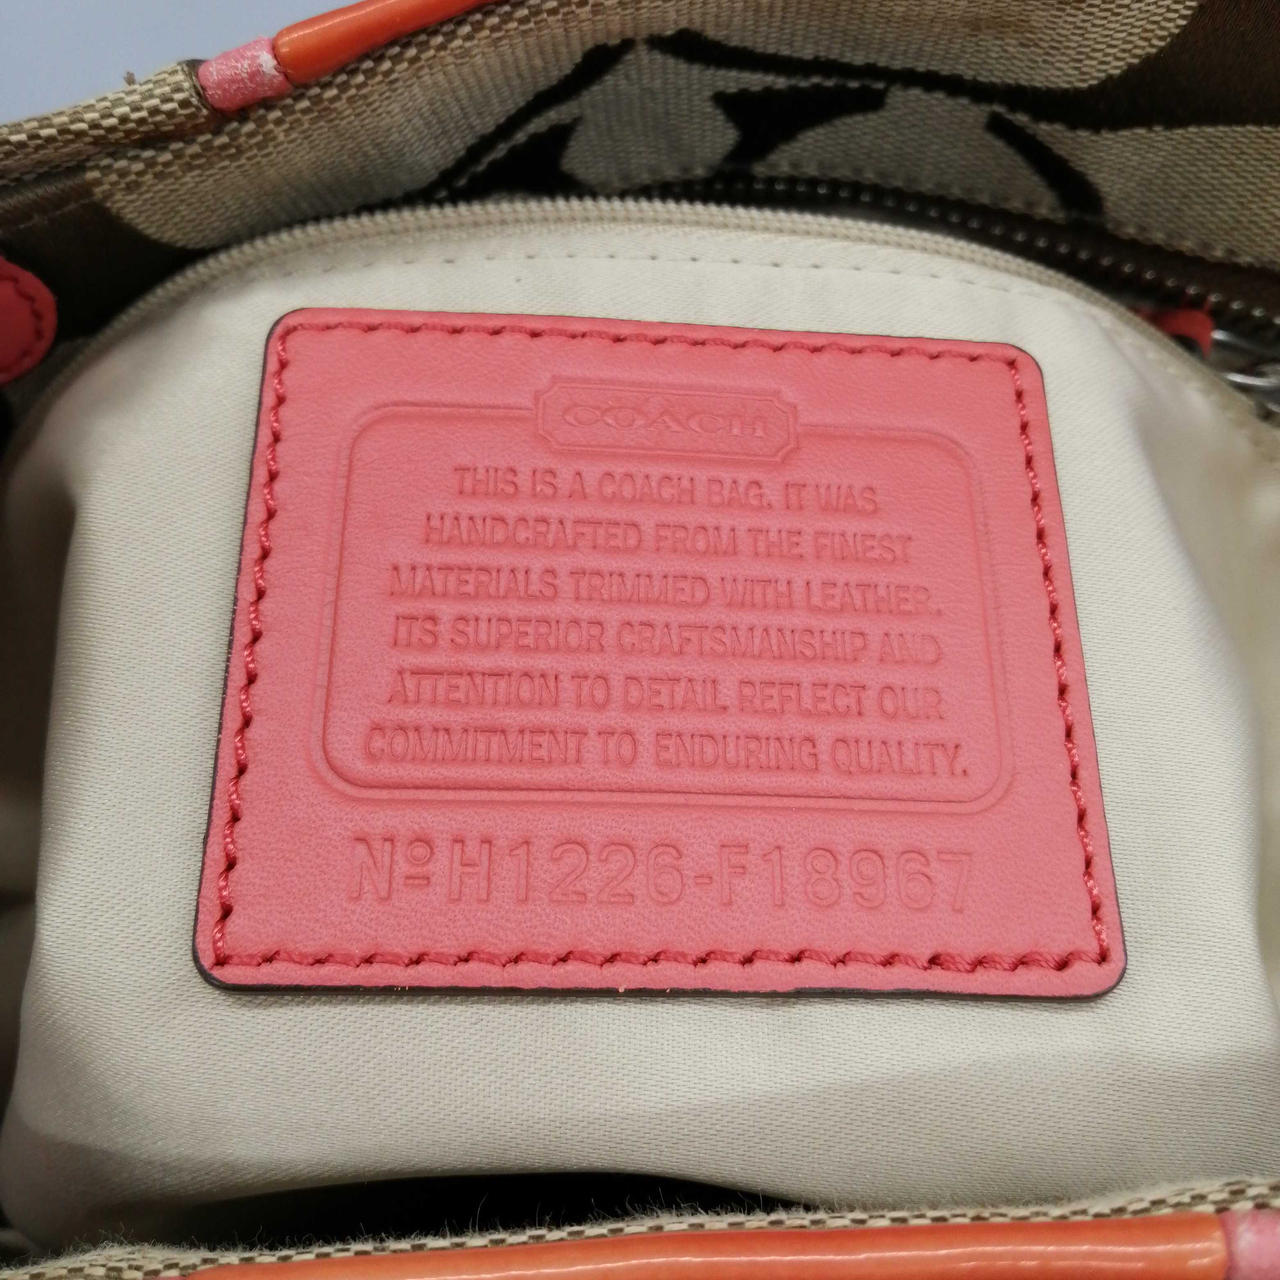 COACH
THIS IS A COACH BAG. IT WAS
HANDCRAFTED FROM THE FINEST
MATERIALS TRIMMED WITH LEATHER.
ITS SUPERIOR CRAFTSMANSHIP AND
ATTENTION TO DETAIL REFLECT OUR
COMMITMENT TO ENDURING QUALITY.
Nº H1226-F18967